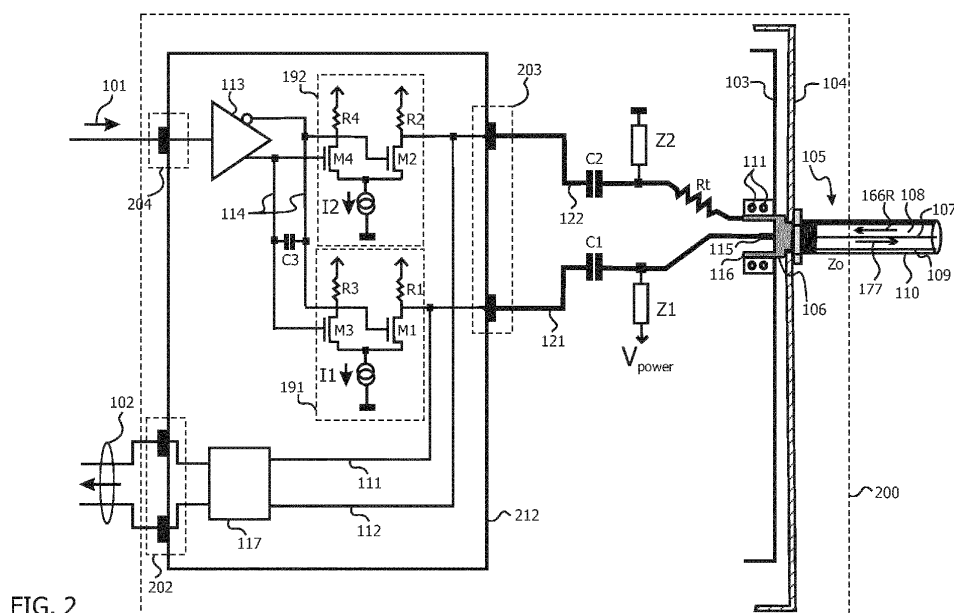 101
113
192
203
103
104
R4
R2
Z2
105
M4
M2
C2
Rt
111
166R
108
107
204
114
I2
122
115
C3
C1
116
Zo
177
109
110
106
R3
R1
121
Z1
M3
M1
Vpower
I1
191
102
111
200
112
117
212
202
FIG. 2